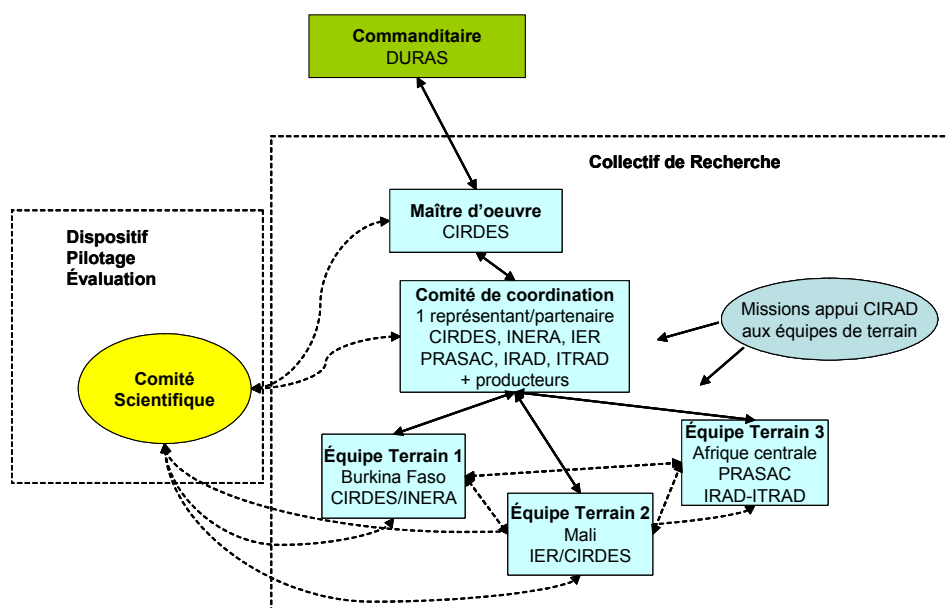 Commanditaire
DURAS
Collectif de Recherche
Maître d'oeuvre
CIRDES
Dispositif
Pilotage
Évaluation
Comité de coordination
1 représentant/partenaire
CIRDES, INERA, IER
PRASAC, IRAD, ITRAD
+ producteurs
Missions appui CIRAD
aux équipes de terrain
Comité
Scientifique
Équipe Terrain 1
Burkina Faso
CIRDES/INERA
Équipe Terrain 2
Mali
IER/CIRDES
Équipe Terrain 3
Afrique centrale
PRASAC
IRAD-ITRAD